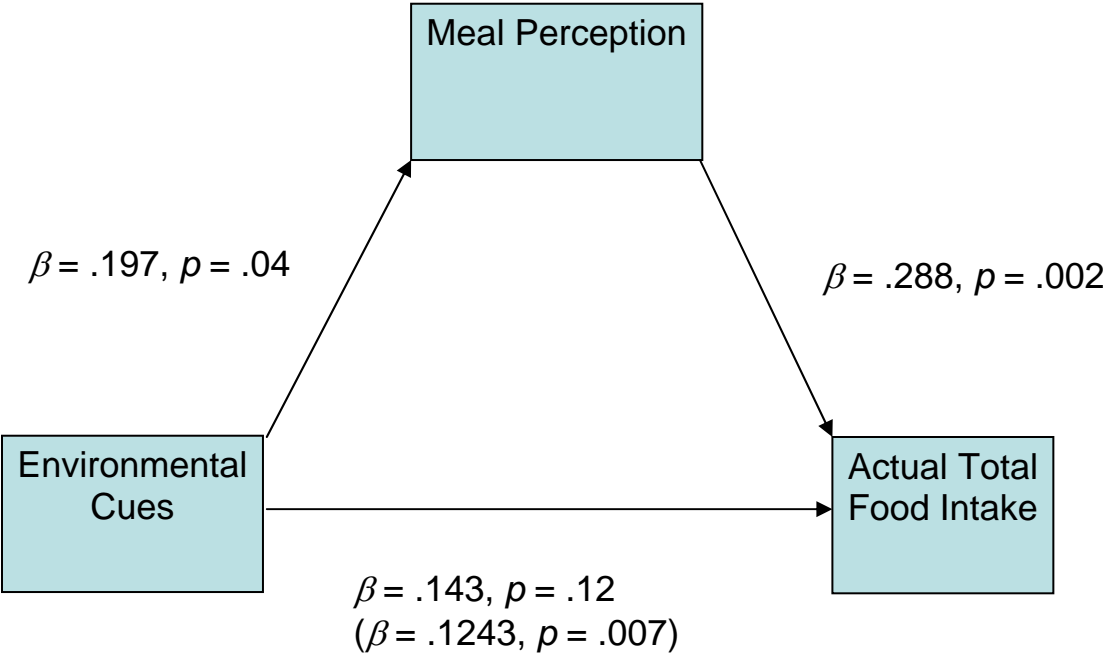 Meal Perception
β = .197, p = .04
β = .288, p = .002
Environmental
Cues
Actual Total
Food Intake
β = .143, p = .12
(β = .1243, p = .007)